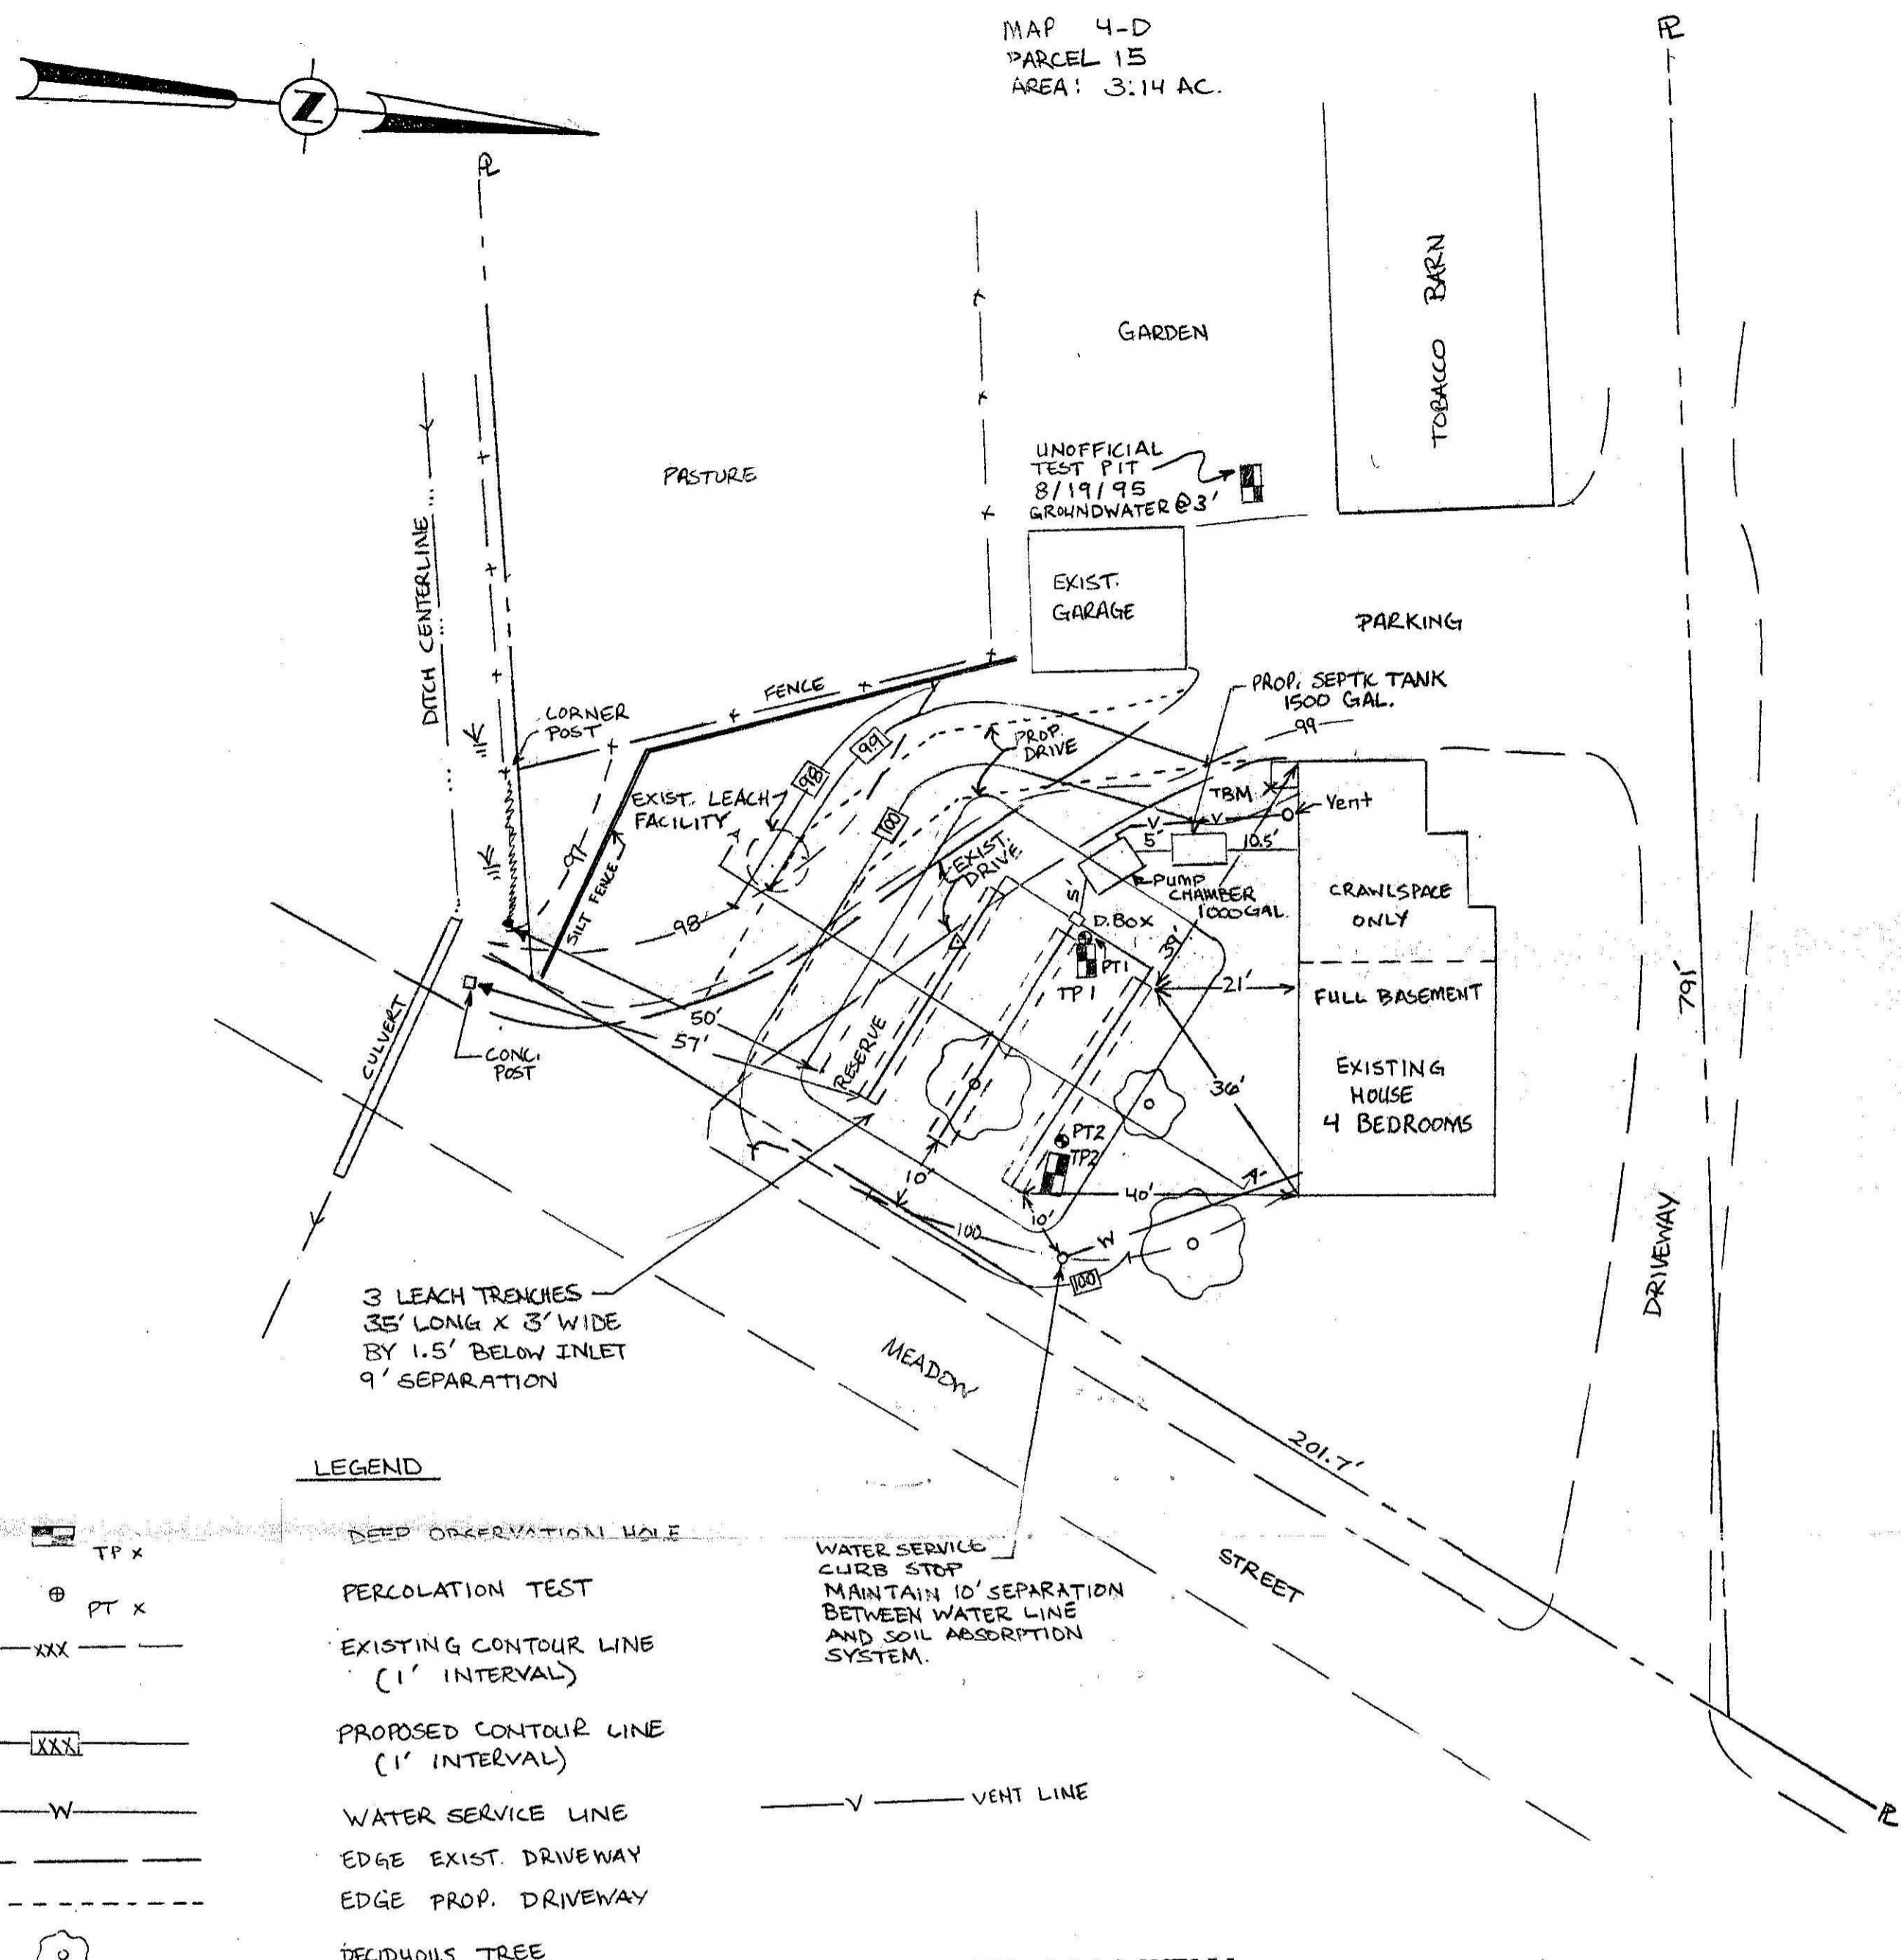 MAP 4-D
PARCEL 15
AREA: 3.14 AC.
PL
Z
PL
TOBACCO BARN
GARDEN
UNOFFICIAL
TEST PIT
8/19/95
GROUNDWATER @ 3'
PASTURE
DITCH CENTERLINE
EXIST.
GARAGE
PARKING
FENCE
CORNER
POST
PROP. SEPTIC TANK
1500 GAL.
99
PROP.
DRIVE
99
98
EXIST. LEACH
FACILITY
A
100
TBM
Vent
V
V
5'
10.5'
97
SILT FENCE
EXIST.
DRIVE
PUMP
CHAMBER
1000 GAL.
CRAWLSPACE
ONLY
98
5'
D.BOX
39'
PT1
TP 1
21'
FULL BASEMENT
791'
CULVERT
CONC.
POST
50'
57'
RESERVE
36'
EXISTING
HOUSE
4 BEDROOMS
PT2
TP2
10'
40'
A
10'
100
W
100
DRIVEWAY
3 LEACH TRENCHES
35' LONG X 3' WIDE
BY 1.5' BELOW INLET
9' SEPARATION
MEADOW
201.7'
STREET
LEGEND
TP X
DEEP OBSERVATION HOLE
PT X
PERCOLATION TEST
XXX
EXISTING CONTOUR LINE
(1' INTERVAL)
XXX
PROPOSED CONTOUR LINE
(1' INTERVAL)
W
WATER SERVICE LINE
EDGE EXIST. DRIVEWAY
EDGE PROP. DRIVEWAY
DECIDUOUS TREE
WATER SERVICE
CURB STOP
MAINTAIN 10' SEPARATION
BETWEEN WATER LINE
AND SOIL ABSORPTION
SYSTEM.
V
VENT LINE
PL